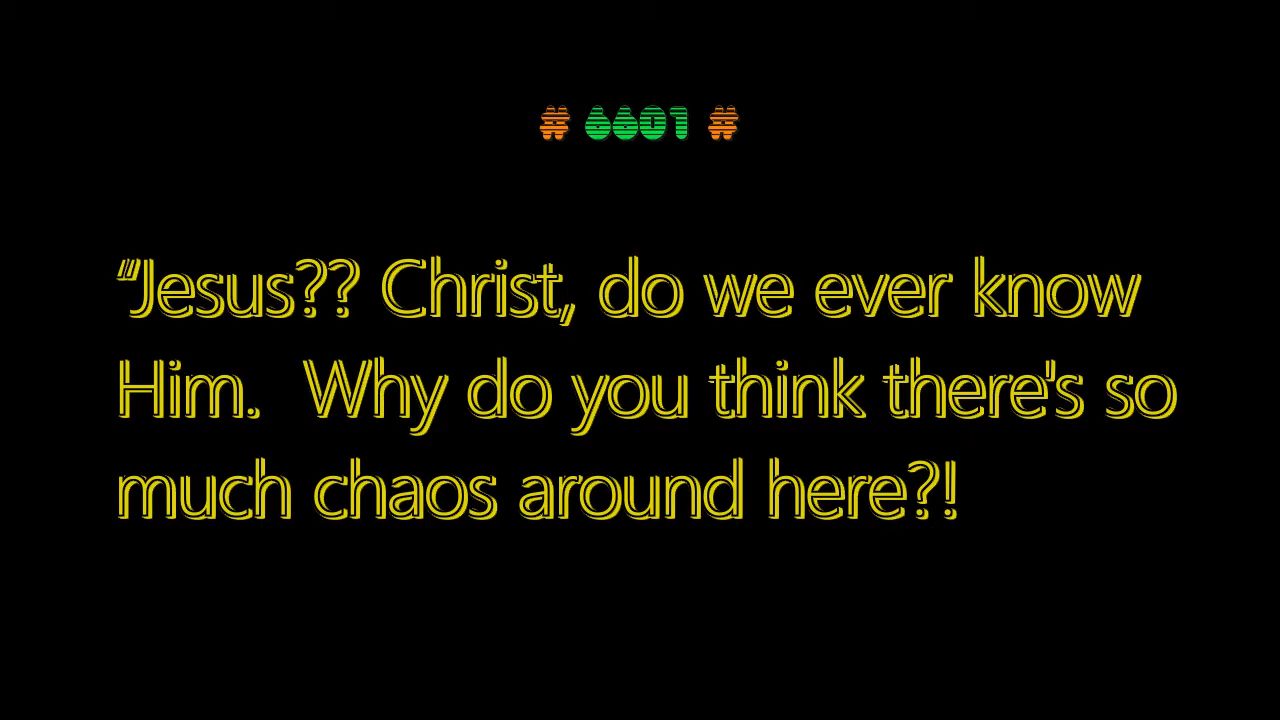 # 6601 #
“Jesus?? Christ, do we ever know
Him.  Why do you think there's so
much chaos around here?!